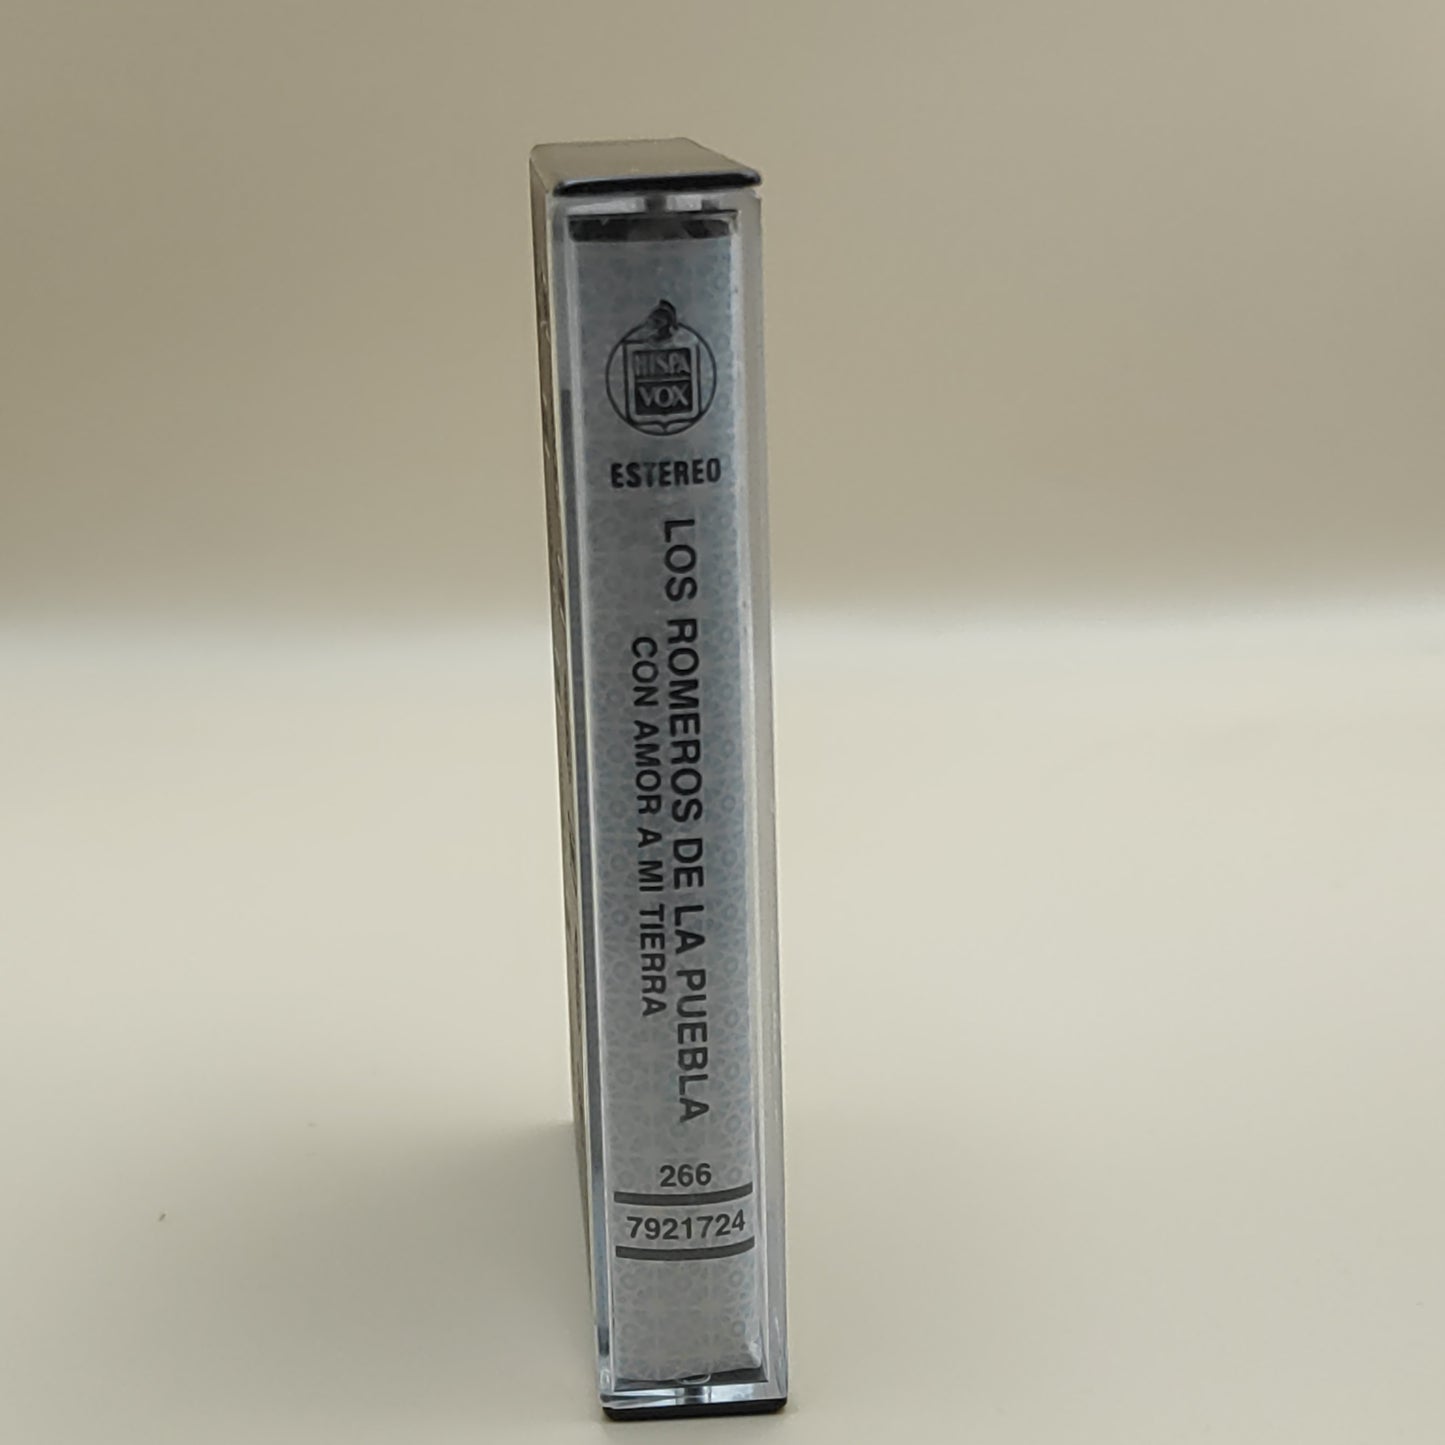 HISPA
VOX
ESTEREO
LOS ROMEROS DE LA PUEBLA
CON AMOR A MI TIERRA
266
7921724